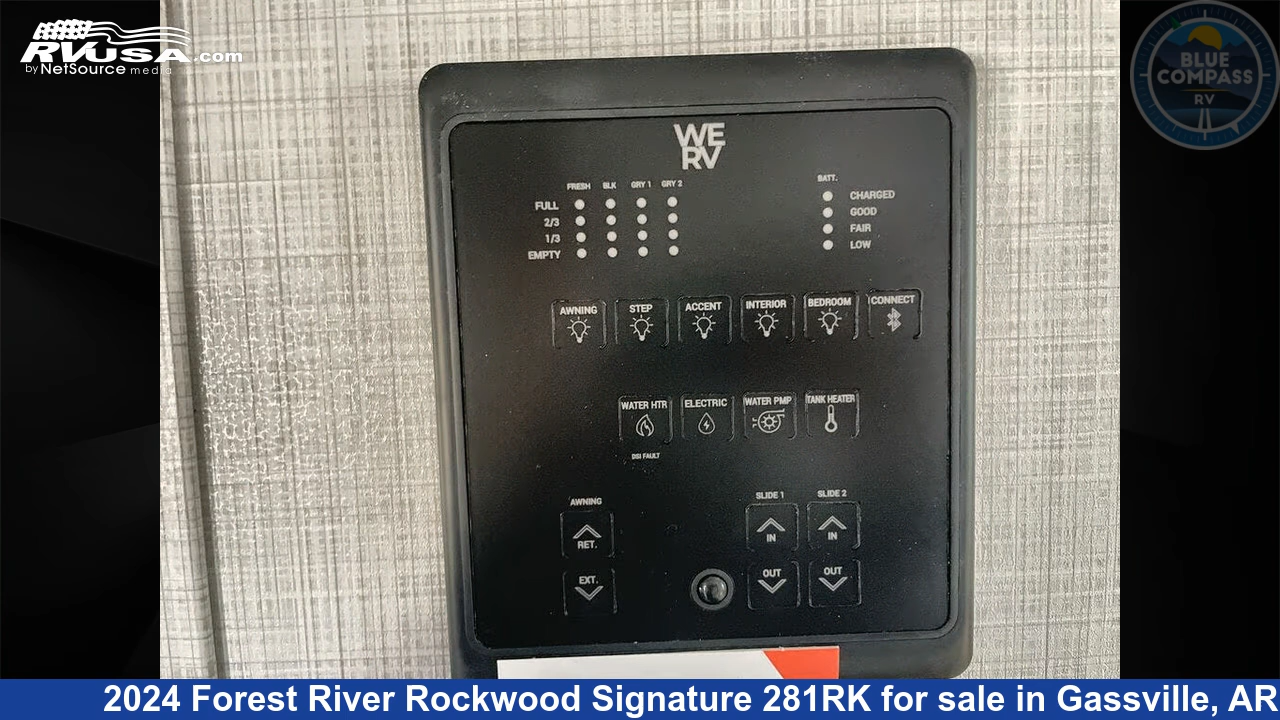 RVUSA.com
by NetSource media
BLUE
COMPASS
RV
WE
RV
FRESH BLK GRY 1 GRY 2
BATT.
FULL
2/3
1/3
EMPTY
CHARGED
GOOD
FAIR
LOW
AWNING STEP ACCENT INTERIOR BEDROOM CONNECT
WATER HTR ELECTRIC WATER PMP TANK HEATER
DSI FAULT
AWNING SLIDE 1 SLIDE 2
RET. IN IN
EXT. OUT OUT
2024 Forest River Rockwood Signature 281RK for sale in Gassville, AR